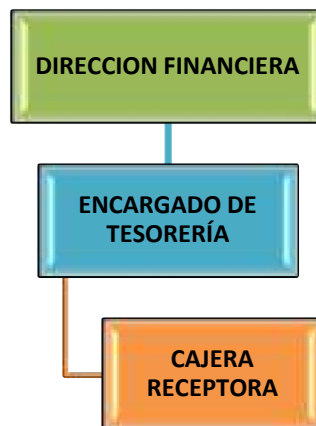 DIRECCION FINANCIERA
ENCARGADO DE
TESORERÍA
CAJERA
RECEPTORA